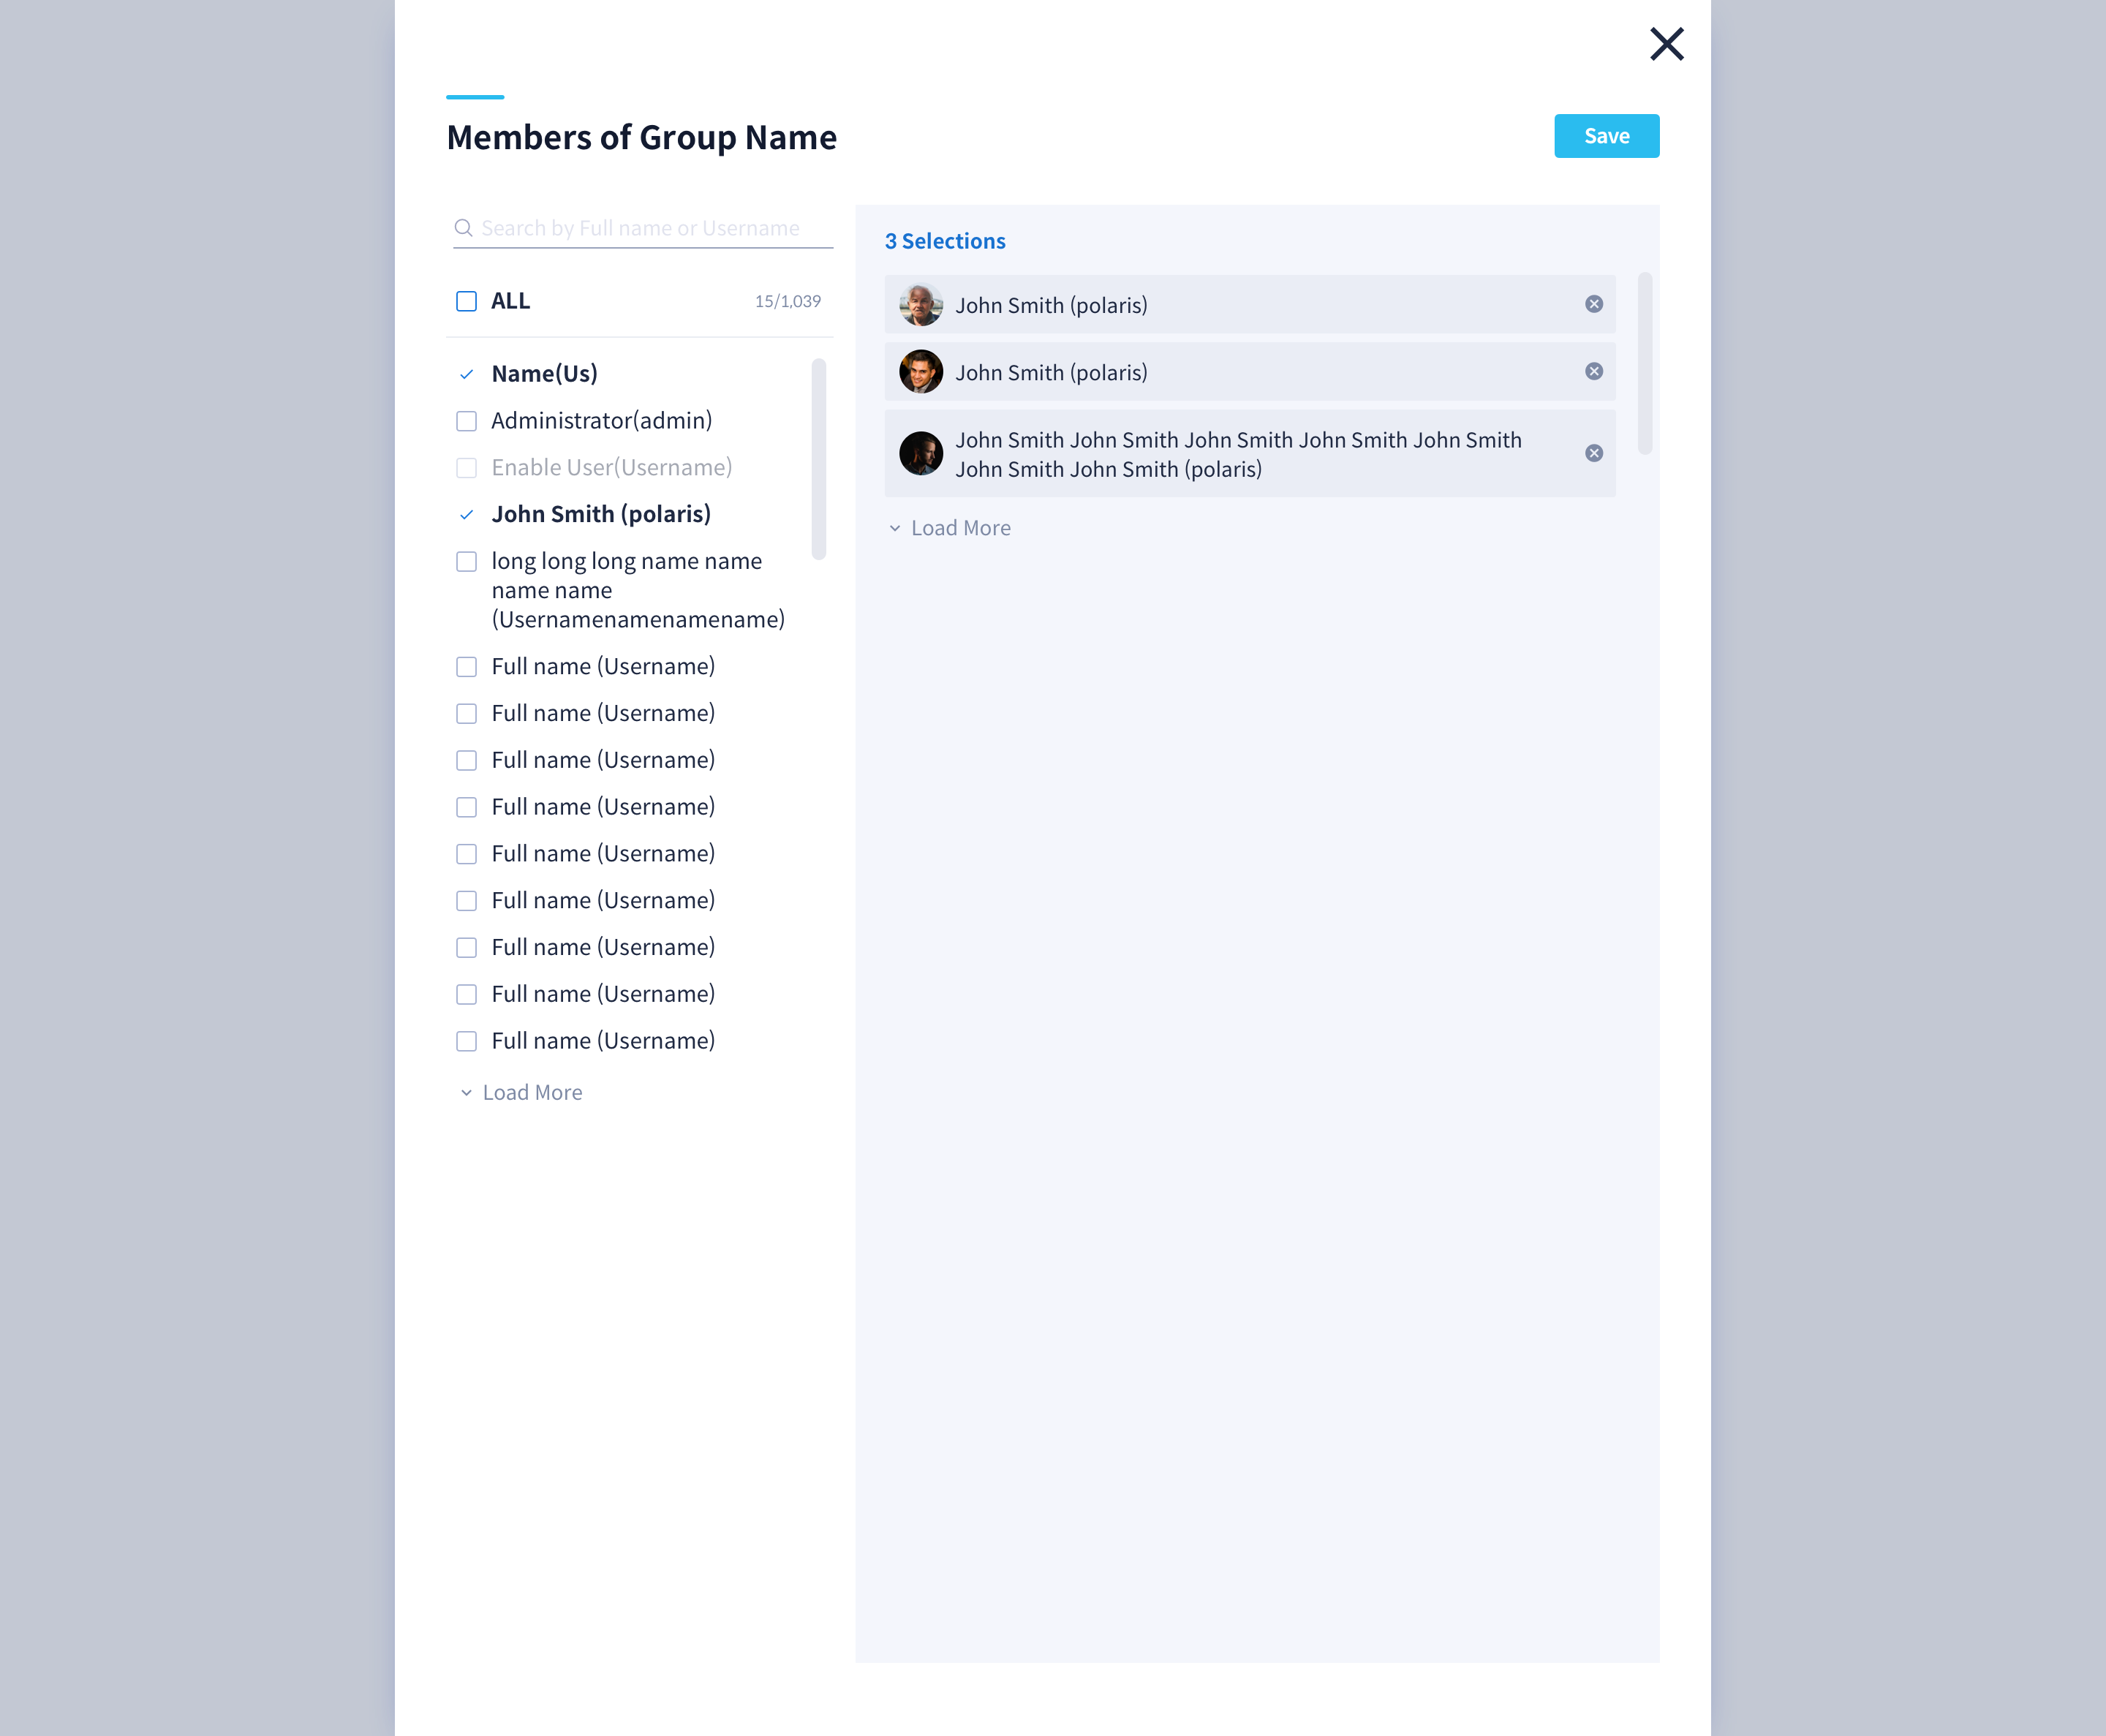 Members of Group Name
Save
Search by Full name or Username
ALL
15/1,039
Name(Us)
Administrator(admin)
Enable User(Username)
John Smith (polaris)
long long long name name
name name
(Usernamenamenamename)
Full name (Username)
Full name (Username)
Full name (Username)
Full name (Username)
Full name (Username)
Full name (Username)
Full name (Username)
Full name (Username)
Full name (Username)
Load More
3 Selections
John Smith (polaris)
John Smith (polaris)
John Smith John Smith John Smith John Smith John Smith
John Smith John Smith (polaris)
Load More